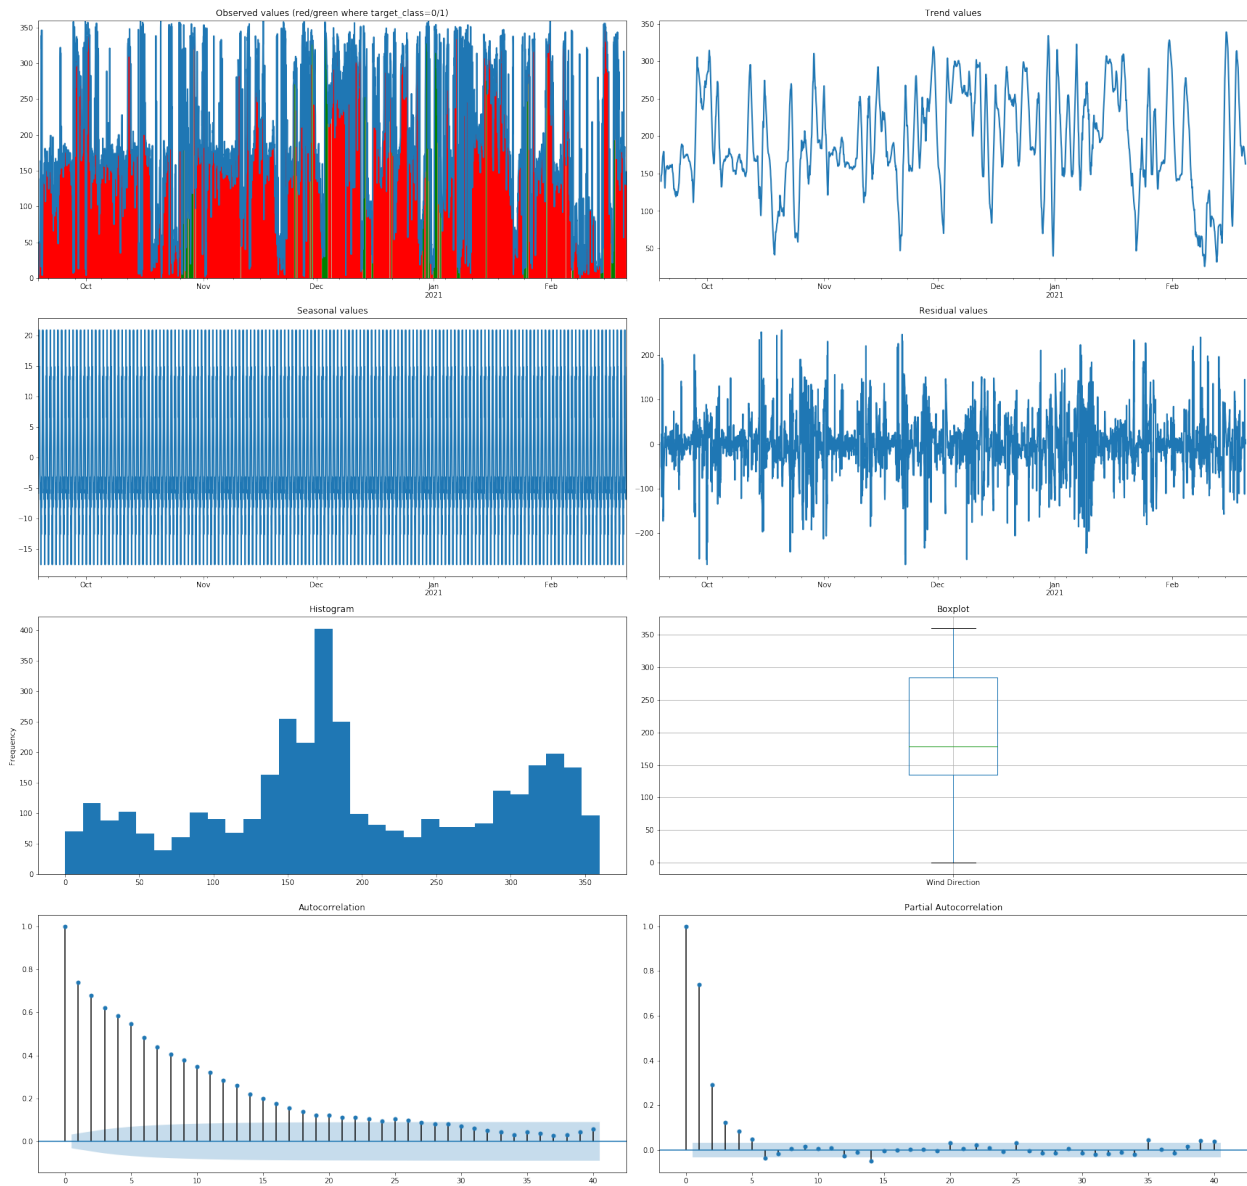 Observed values (red/green where target_class=0/1)
350
300
250
200
150
100
50
0
Oct
Nov
Dec
Jan
2021
Feb
Trend values
350
300
250
200
150
100
50
Oct
Nov
Dec
Jan
2021
Feb
Seasonal values
20
15
10
5
0
−5
−10
−15
Oct
Nov
Dec
Jan
2021
Feb
Residual values
200
100
0
−100
−200
Oct
Nov
Dec
Jan
2021
Feb
Histogram
Frequency
400
350
300
250
200
150
100
50
0
0 50 100 150 200 250 300 350
Boxplot
350
300
250
200
150
100
50
0
Wind Direction
Autocorrelation
1.0
0.8
0.6
0.4
0.2
0.0
0 5 10 15 20 25 30 35 40
Partial Autocorrelation
1.0
0.8
0.6
0.4
0.2
0.0
0 5 10 15 20 25 30 35 40